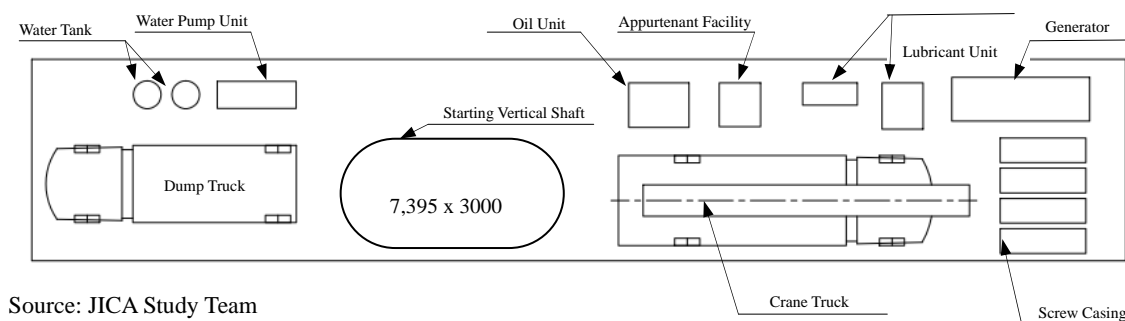 Water Tank
Water Pump Unit
Oil Unit
Appurtenant Facility
Lubricant Unit
Generator
Starting Vertical Shaft
Dump Truck
7,395 x 3000
Crane Truck
Screw Casing
Source: JICA Study Team